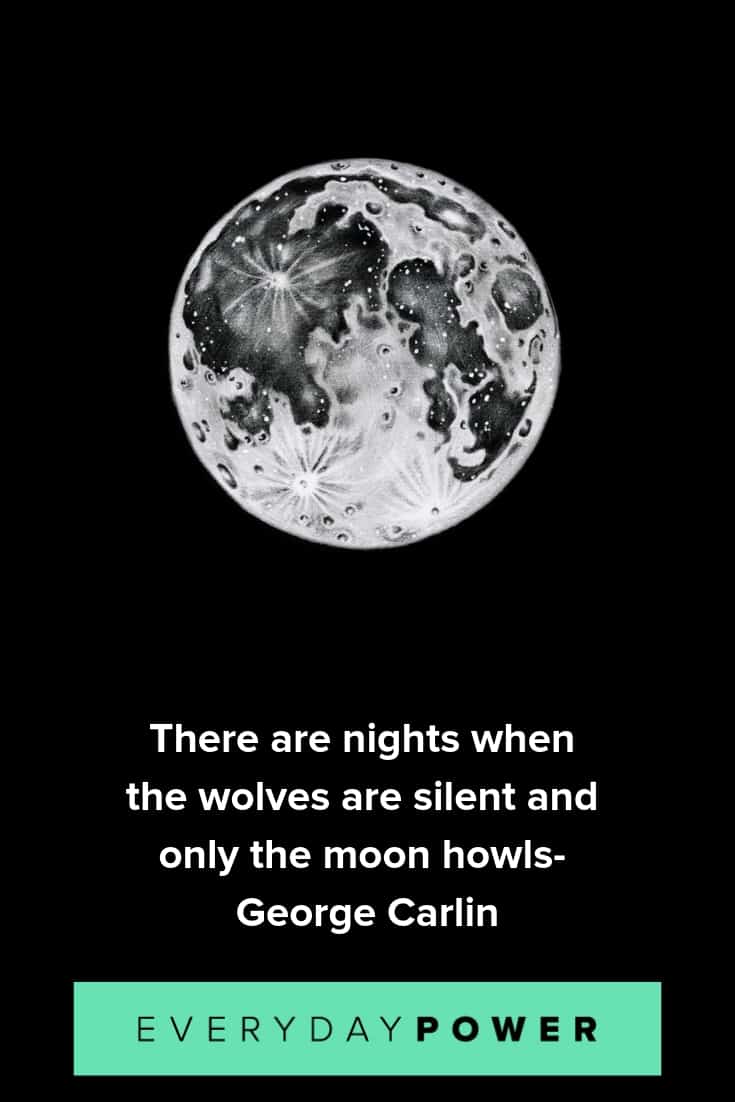 There are nights when
the wolves are silent and
only the moon howls-
George Carlin
EVERYDAYPOWER